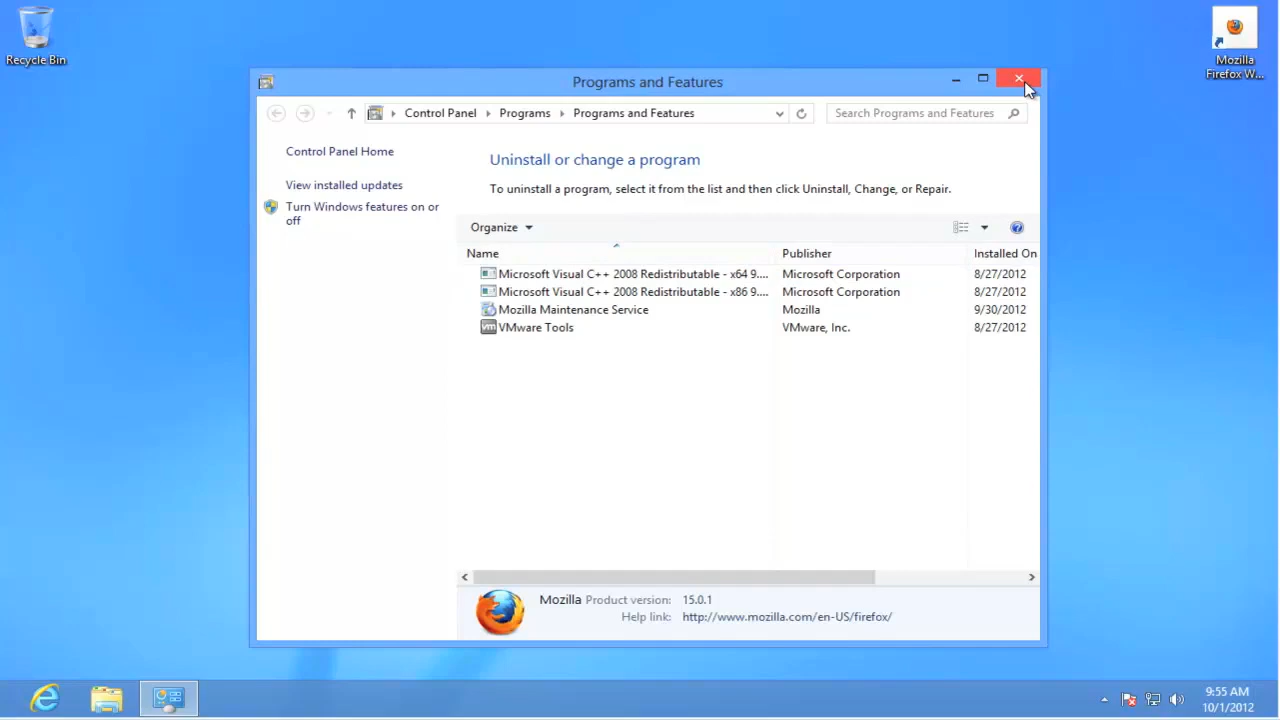 Recycle Bin
Mozilla
Firefox W...
Programs and Features
Control Panel Programs Programs and Features
Search Programs and Features
Control Panel Home
View installed updates
Turn Windows features on or
off
Uninstall or change a program
To uninstall a program, select it from the list and then click Uninstall, Change, or Repair.
Organize
Name Publisher Installed On
Microsoft Visual C++ 2008 Redistributable - x64 9.... Microsoft Corporation 8/27/2012
Microsoft Visual C++ 2008 Redistributable - x86 9.... Microsoft Corporation 8/27/2012
Mozilla Maintenance Service Mozilla 9/30/2012
vm VMware Tools VMware, Inc. 8/27/2012
Mozilla Product version: 15.0.1
Help link: http://www.mozilla.com/en-US/firefox/
9:55 AM
10/1/2012